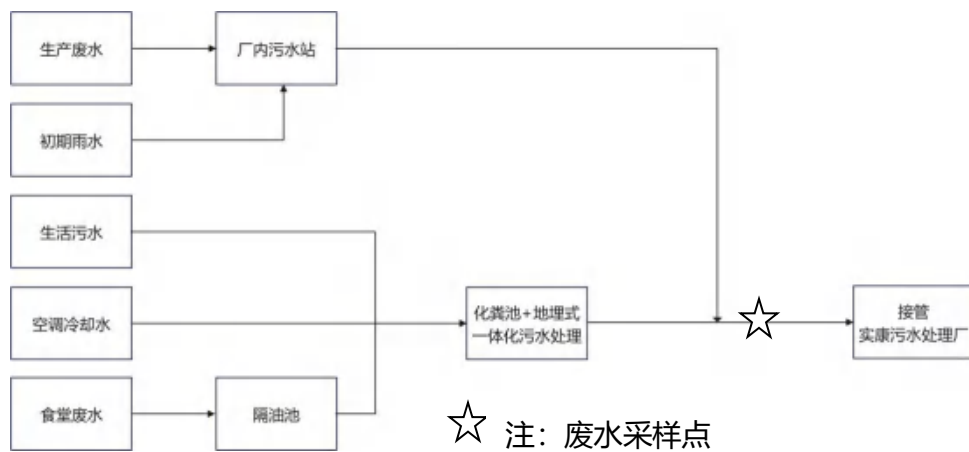 生产废水
厂内污水站
初期雨水
生活污水
空调冷却水
化粪池+地埋式
一体化污水处理
接管
实康污水处理厂
食堂废水
隔油池
注：废水采样点